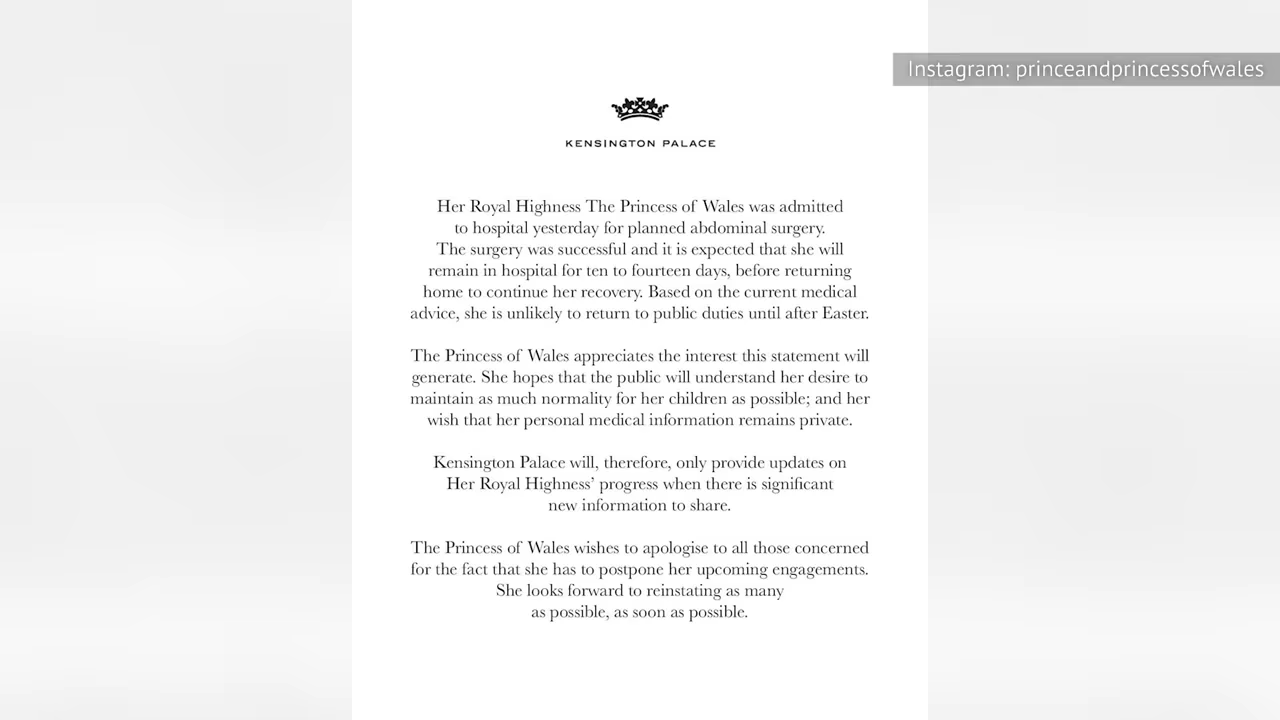 Instagram: princeandprincessofwales
KENSINGTON PALACE
Her Royal Highness The Princess of Wales was admitted
to hospital yesterday for planned abdominal surgery.
The surgery was successful and it is expected that she will
remain in hospital for ten to fourteen days, before returning
home to continue her recovery. Based on the current medical
advice, she is unlikely to return to public duties until after Easter.
The Princess of Wales appreciates the interest this statement will
generate. She hopes that the public will understand her desire to
maintain as much normality for her children as possible; and her
wish that her personal medical information remains private.
Kensington Palace will, therefore, only provide updates on
Her Royal Highness’ progress when there is significant
new information to share.
The Princess of Wales wishes to apologise to all those concerned
for the fact that she has to postpone her upcoming engagements.
She looks forward to reinstating as many
as possible, as soon as possible.